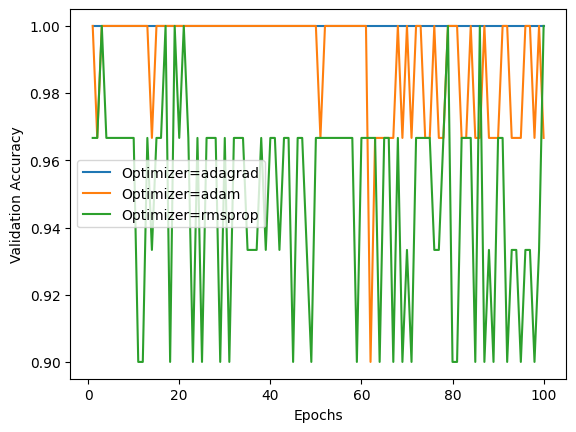 1.00
0.98
0.96
0.94
0.92
0.90
Validation Accuracy
Optimizer=adagrad
Optimizer=adam
Optimizer=rmsprop
0 20 40 60 80 100
Epochs